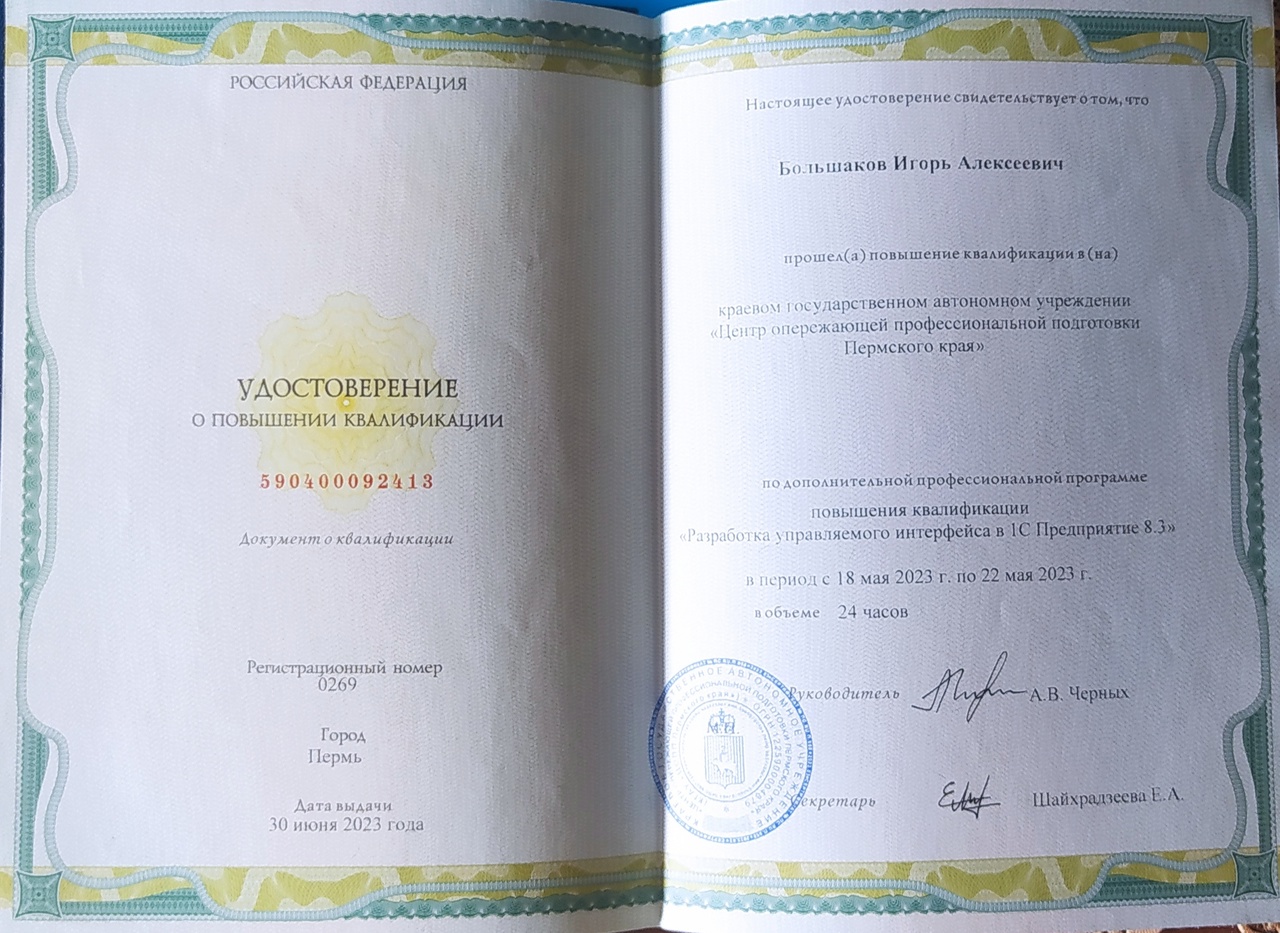 РОССИЙСКАЯ ФЕДЕРАЦИЯ
УДОСТОВЕРЕНИЕ
О ПОВЫШЕНИИ КВАЛИФИКАЦИИ
590400092413
Документ о квалификации
Регистрационный номер
0269
Город
Пермь
Дата выдачи
30 июня 2023 года
Настоящее удостоверение свидетельствует о том, что
Большаков Игорь Алексеевич
прошел(а) повышение квалификации в (на)
краевом государственном автономном учреждении
«Центр опережающей профессиональной подготовки
Пермского края»
по дополнительной профессиональной программе
повышения квалификации
«Разработка управляемого интерфейса в 1С Предприятие 8.3»
в период с 18 мая 2023 г. по 22 мая 2023 г.
в объеме 24 часов
Руководитель А.В. Черных
М.П.
Секретарь Шайхрадзеева Е.А.